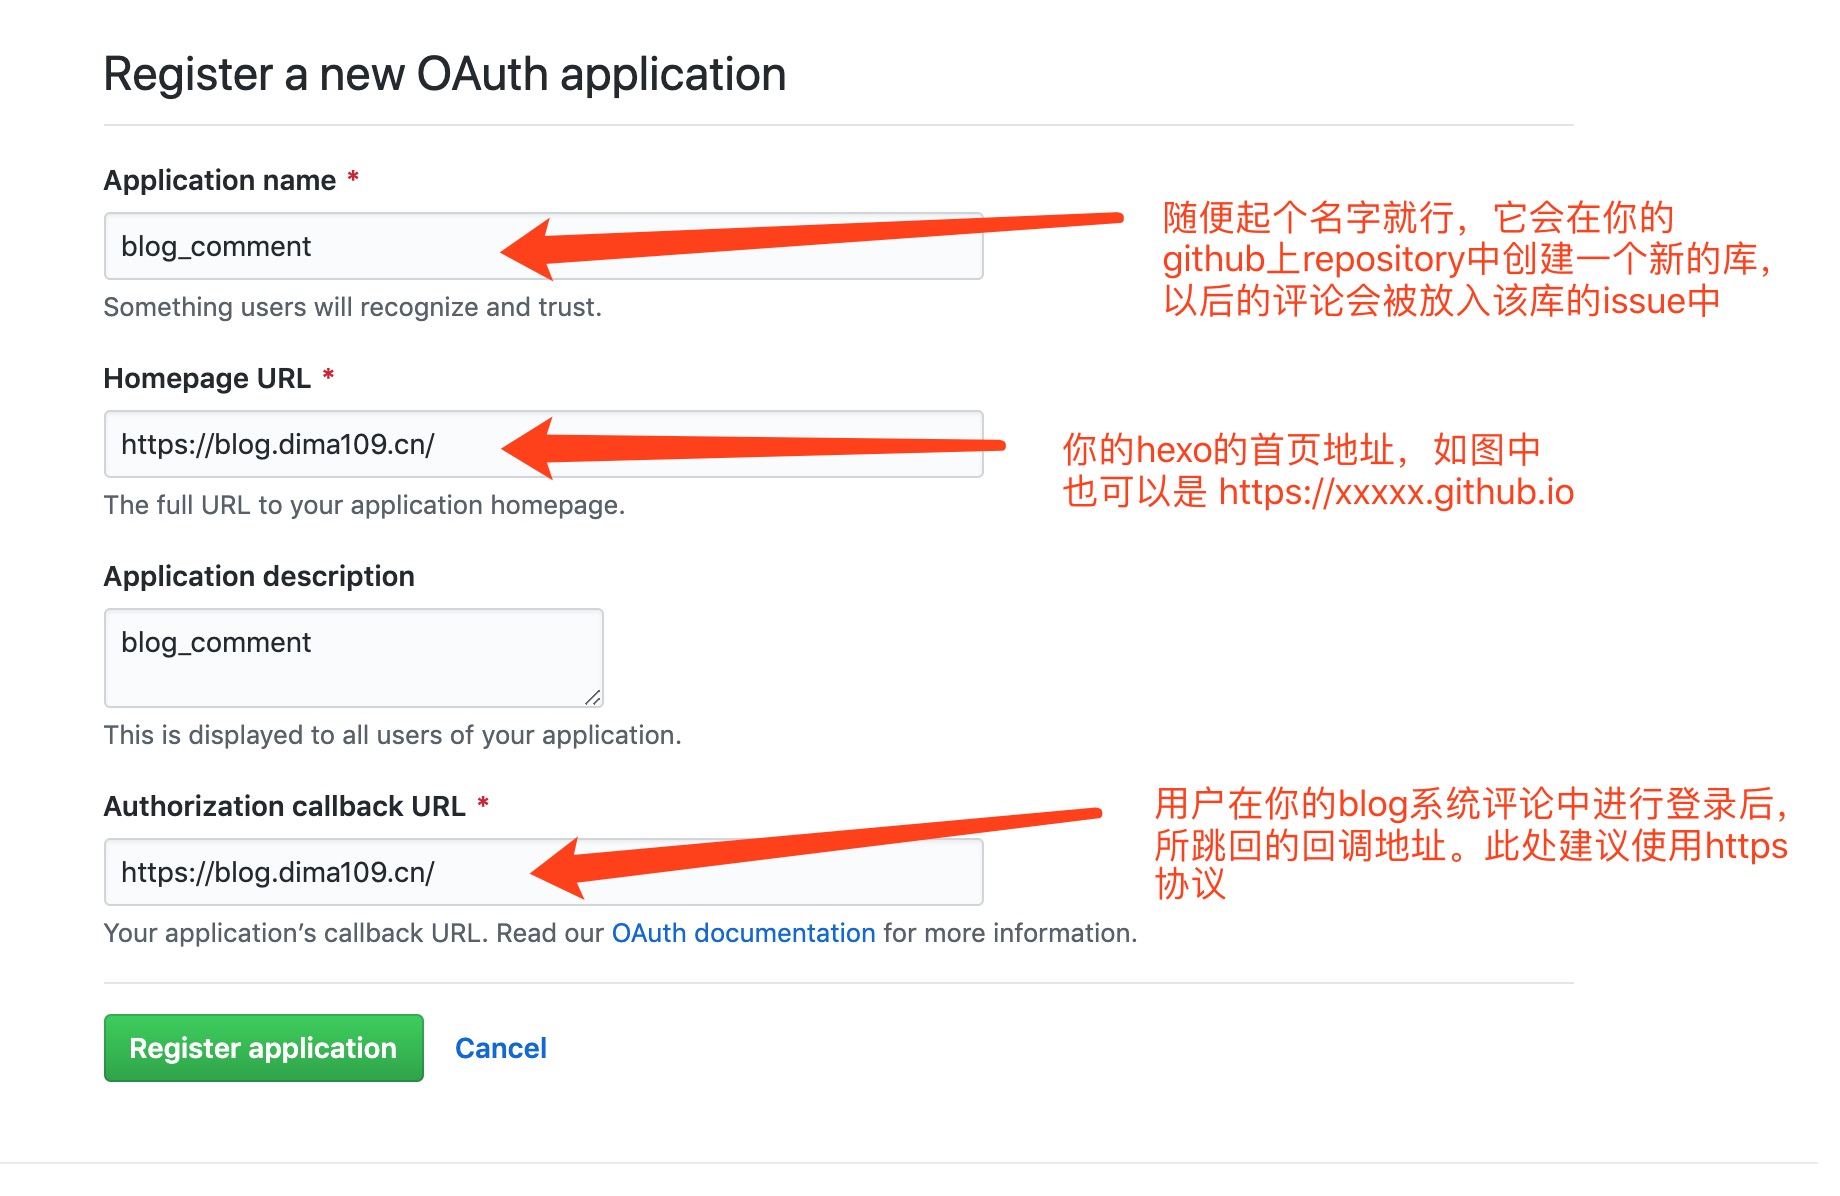 Register a new OAuth application
Application name *
blog_comment
随便起个名字就行，它会在你的
github上repository中创建一个新的库，
以后的评论会被放入该库的issue中
Something users will recognize and trust.
Homepage URL *
https://blog.dima109.cn/
你的hexo的首页地址，如图中
也可以是 https://xxxxx.github.io
The full URL to your application homepage.
Application description
blog_comment
This is displayed to all users of your application.
Authorization callback URL *
https://blog.dima109.cn/
用户在你的blog系统评论中进行登录后，
所跳回的回调地址。此处建议使用https
协议
Your application’s callback URL. Read our OAuth documentation for more information.
Register application
Cancel